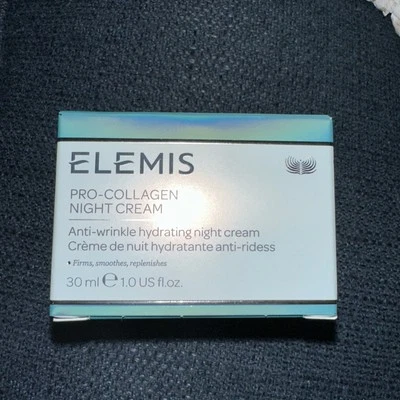 ELEMIS
PRO-COLLAGEN
NIGHT CREAM
Anti-wrinkle hydrating night cream
Crème de nuit hydratante anti-ridess
• Firms, smoothes, replenishes
30 ml ℮ 1.0 US fl.oz.